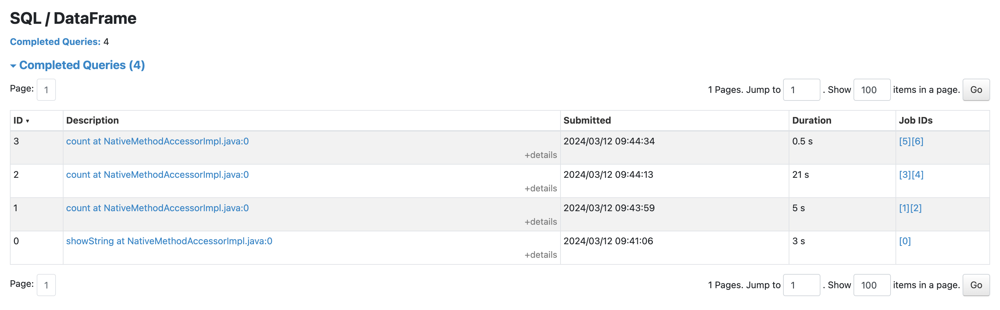 SQL / DataFrame
Completed Queries: 4
Completed Queries (4)
Page: 1 1 Pages. Jump to 1 . Show 100 items in a page. Go
ID ▾ Description Submitted Duration Job IDs
3 count at NativeMethodAccessorImpl.java:0 2024/03/12 09:44:34 0.5 s [5][6]
+details
2 count at NativeMethodAccessorImpl.java:0 2024/03/12 09:44:13 21 s [3][4]
+details
1 count at NativeMethodAccessorImpl.java:0 2024/03/12 09:43:59 5 s [1][2]
+details
0 showString at NativeMethodAccessorImpl.java:0 2024/03/12 09:41:06 3 s [0]
+details
Page: 1 1 Pages. Jump to 1 . Show 100 items in a page. Go